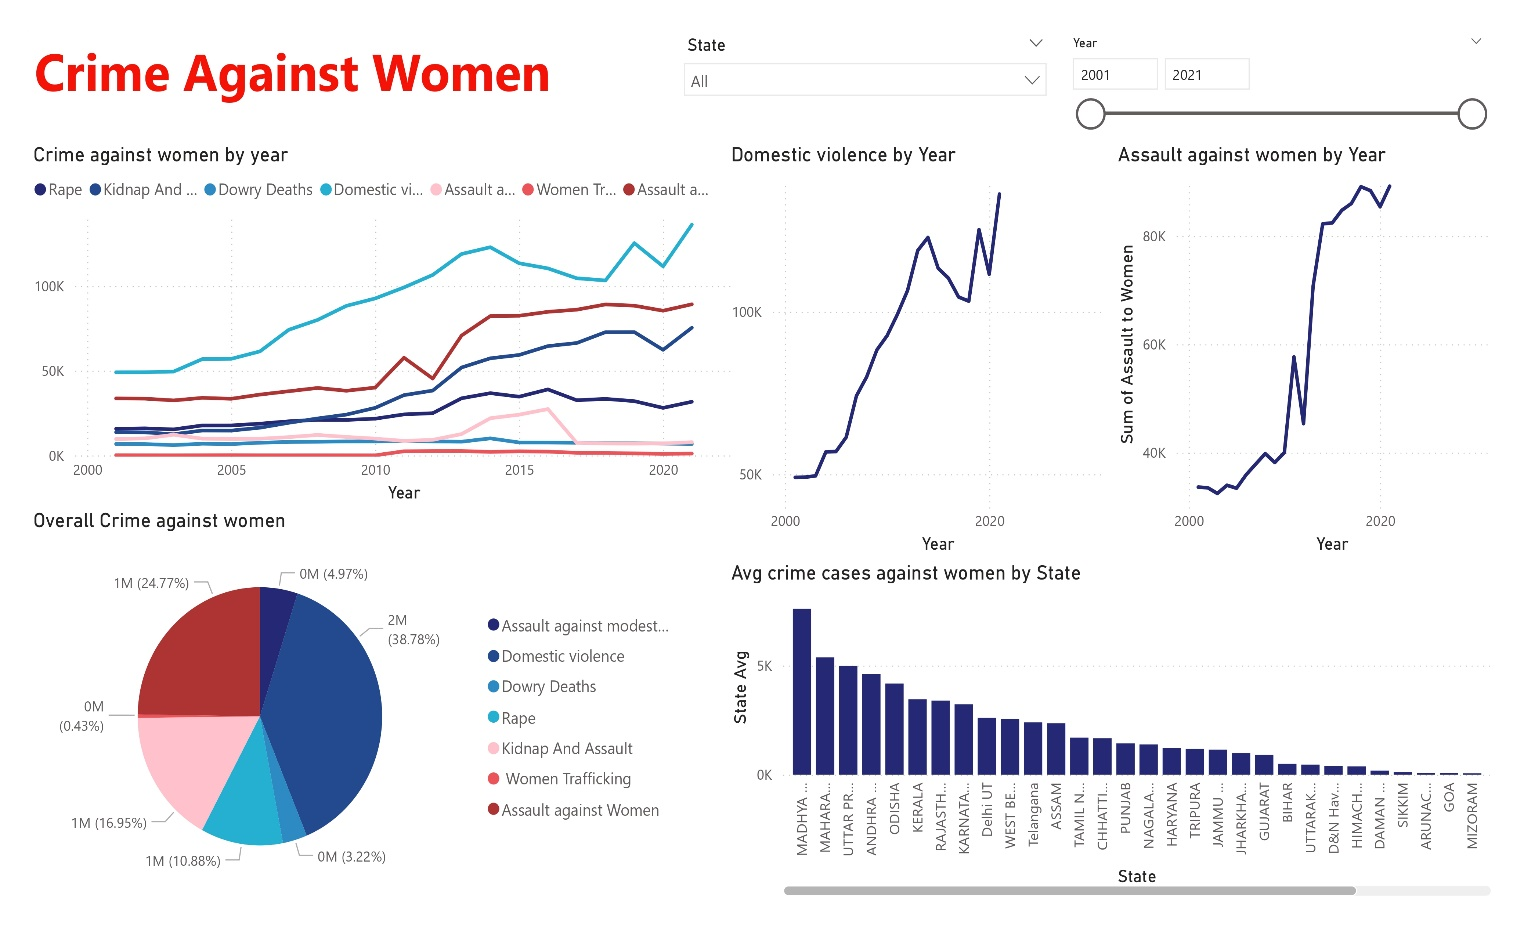 Crime Against Women
State
All
Year
2001
2021
Crime against women by year
Rape Kidnap And ... Dowry Deaths Domestic vi... Assault a... Women Tr... Assault a...
100K
50K
0K
2000 2005 2010 2015 2020
Year
Domestic violence by Year
100K
50K
2000 2020
Year
Assault against women by Year
Sum of Assault to Women
80K
60K
40K
2000 2020
Year
Overall Crime against women
1M (24.77%)
0M (4.97%)
2M
(38.78%)
0M
(0.43%)
1M (16.95%)
1M (10.88%)
0M (3.22%)
Assault against modest...
Domestic violence
Dowry Deaths
Rape
Kidnap And Assault
Women Trafficking
Assault against Women
Avg crime cases against women by State
State Avg
5K
0K
MADHYA ...
MAHARA...
UTTAR PR...
ANDHRA ...
ODISHA
KERALA
RAJASTH...
KARNATA...
Delhi UT
WEST BE...
Telangana
ASSAM
TAMIL N...
CHHATTI...
PUNJAB
NAGALA...
HARYANA
TRIPURA
JAMMU ...
JHARKHA...
GUJARAT
BIHAR
UTTARAK...
D&N Hav...
HIMACH...
DAMAN ...
SIKKIM
ARUNAC...
GOA
MIZORAM
State